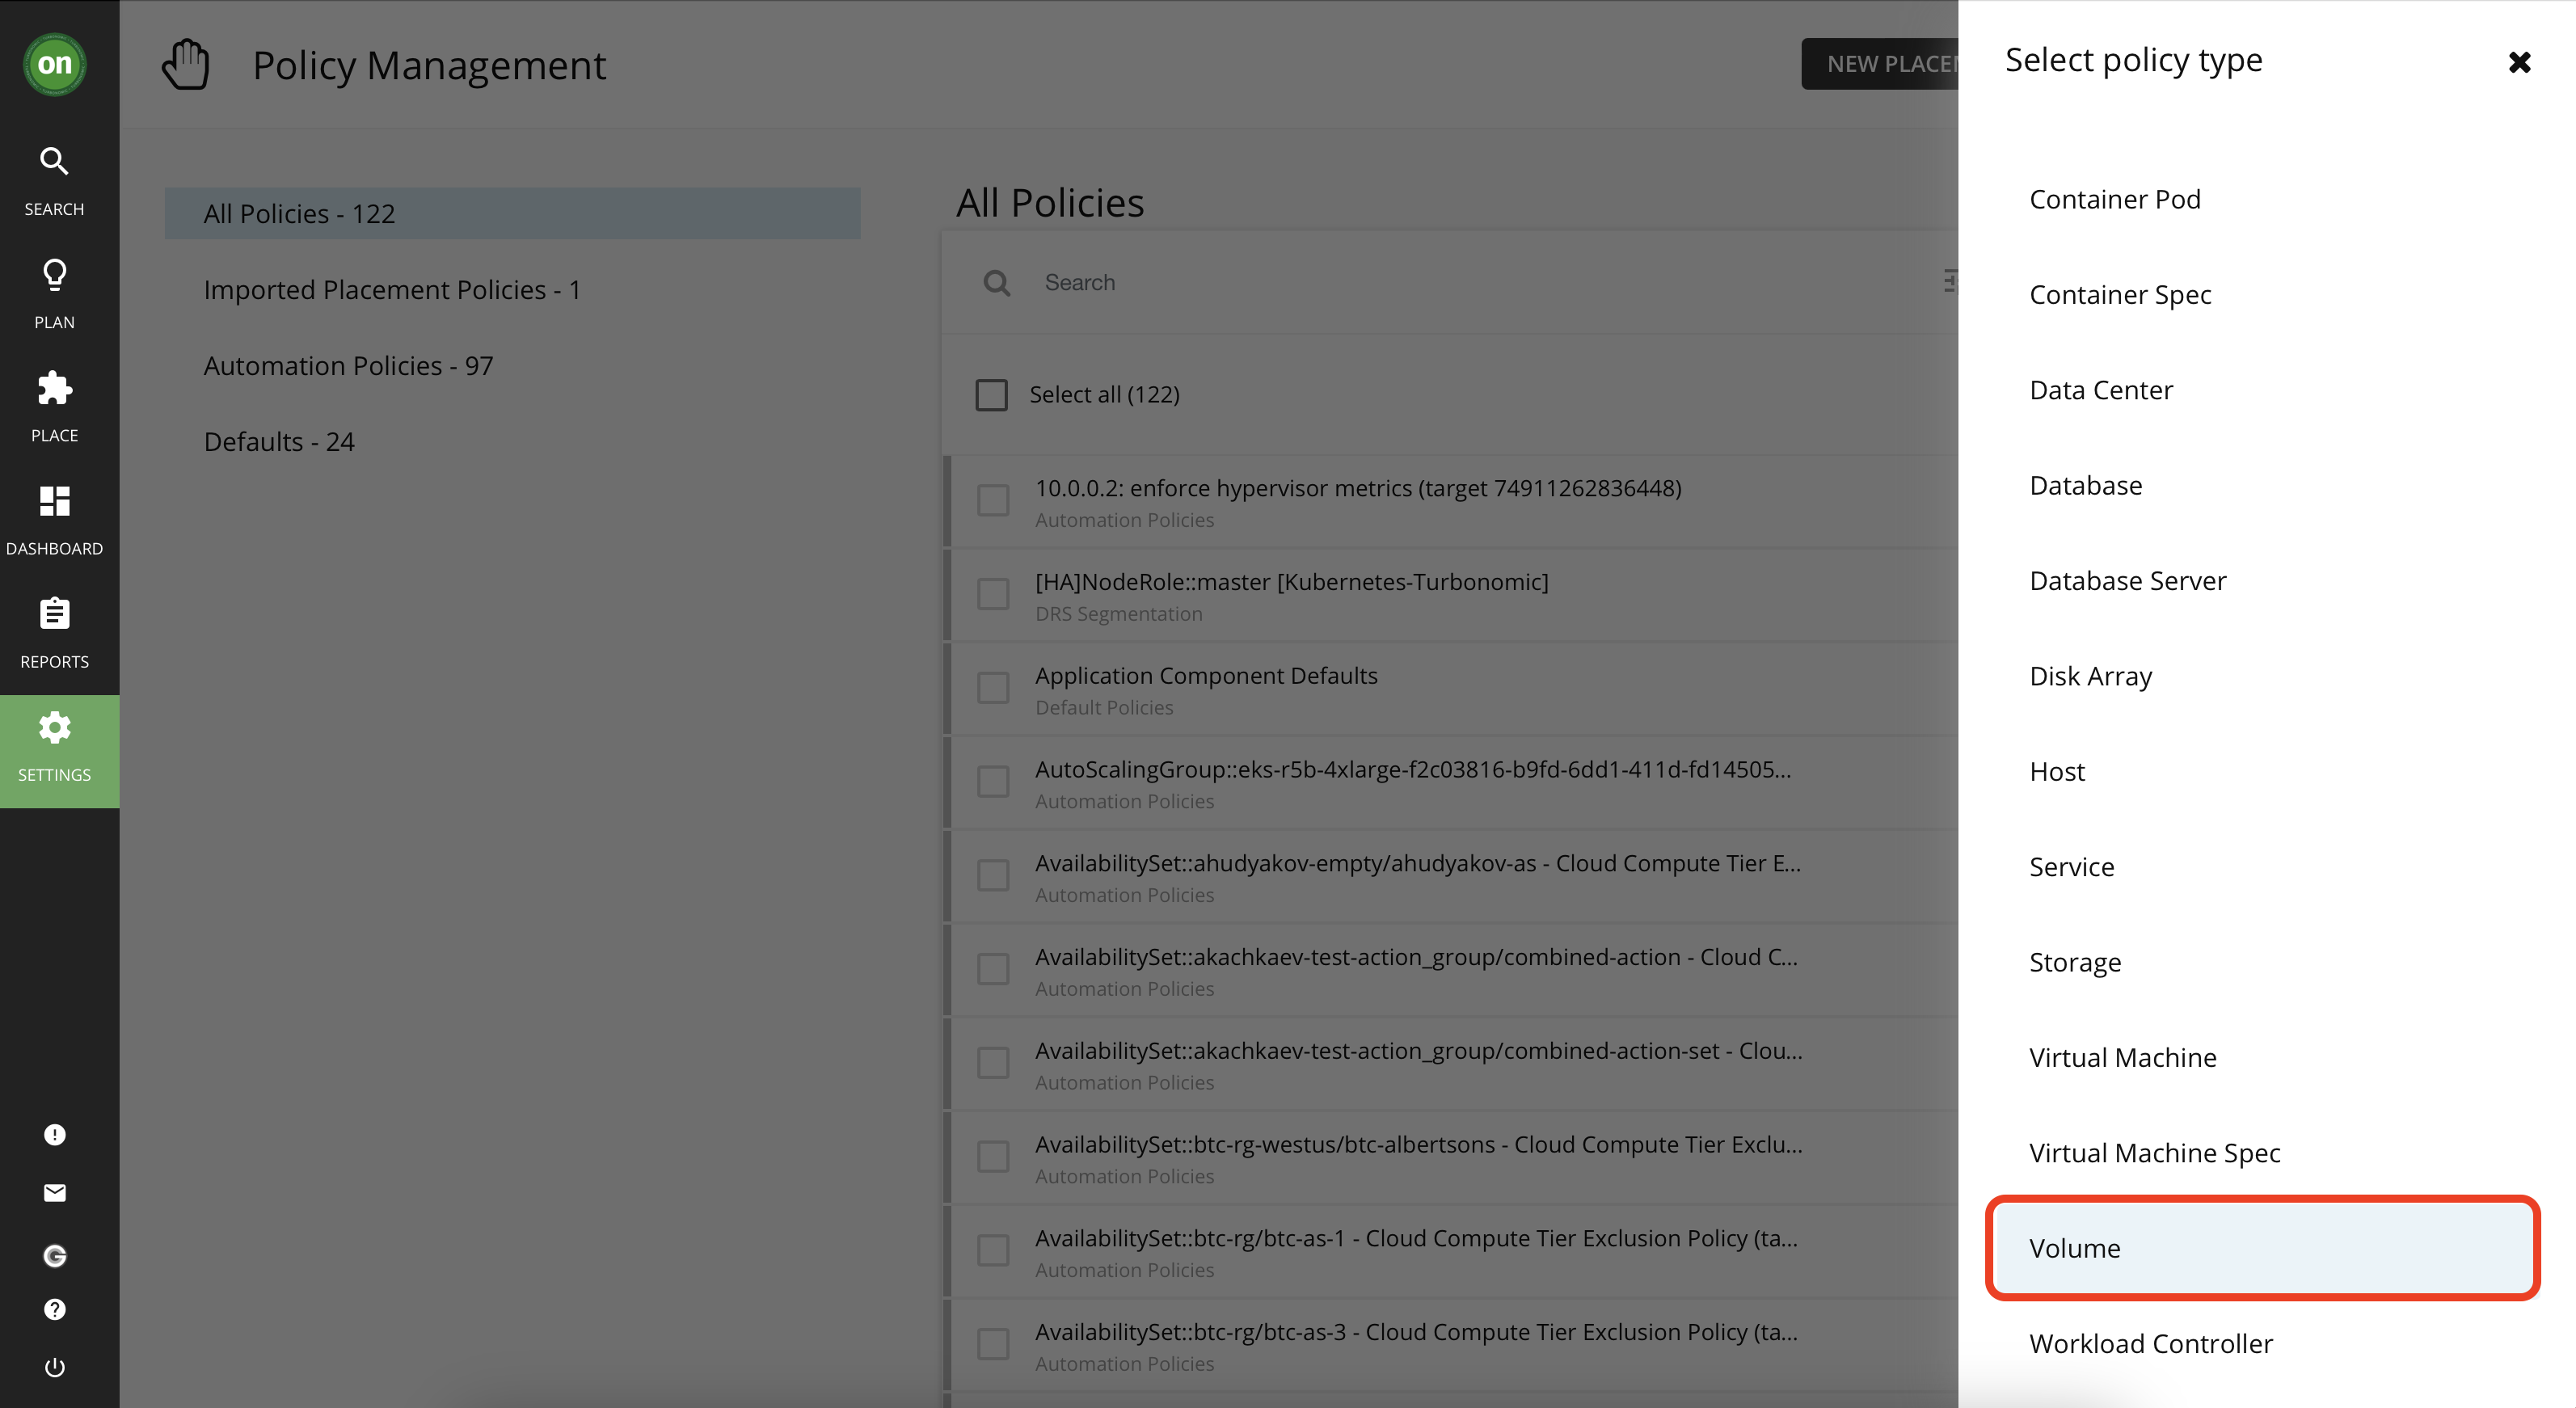 on
SEARCH
PLAN
PLACE
DASHBOARD
REPORTS
SETTINGS
Policy Management
NEW PLACEM
All Policies - 122
Imported Placement Policies - 1
Automation Policies - 97
Defaults - 24
All Policies
Search
Select all (122)
10.0.0.2: enforce hypervisor metrics (target 74911262836448)
Automation Policies
[HA]NodeRole::master [Kubernetes-Turbonomic]
DRS Segmentation
Application Component Defaults
Default Policies
AutoScalingGroup::eks-r5b-4xlarge-f2c03816-b9fd-6dd1-411d-fd14505...
Automation Policies
AvailabilitySet::ahudyakov-empty/ahudyakov-as - Cloud Compute Tier E...
Automation Policies
AvailabilitySet::akachkaev-test-action_group/combined-action - Cloud C...
Automation Policies
AvailabilitySet::akachkaev-test-action_group/combined-action-set - Clou...
Automation Policies
AvailabilitySet::btc-rg-westus/btc-albertsons - Cloud Compute Tier Exclu...
Automation Policies
AvailabilitySet::btc-rg/btc-as-1 - Cloud Compute Tier Exclusion Policy (ta...
Automation Policies
AvailabilitySet::btc-rg/btc-as-3 - Cloud Compute Tier Exclusion Policy (ta...
Automation Policies
Select policy type
Container Pod
Container Spec
Data Center
Database
Database Server
Disk Array
Host
Service
Storage
Virtual Machine
Virtual Machine Spec
Volume
Workload Controller